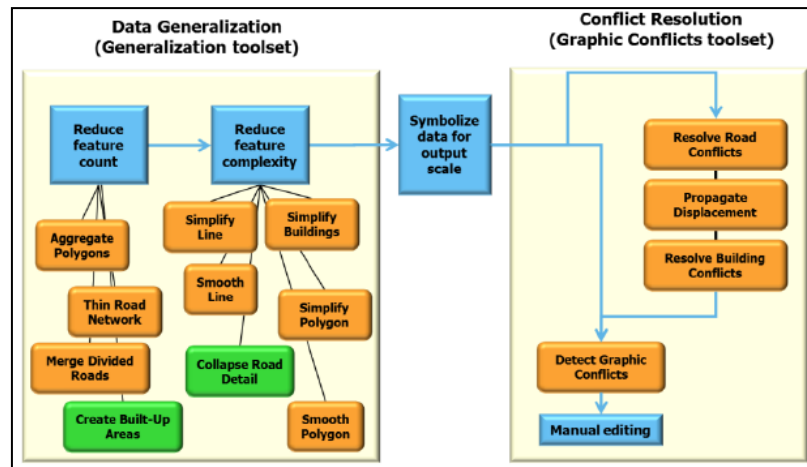 Data Generalization
(Generalization toolset)
Conflict Resolution
(Graphic Conflicts toolset)
Reduce
feature
count
Reduce
feature
complexity
Symbolize
data for
output
scale
Resolve Road
Conflicts
Propagate
Displacement
Resolve Building
Conflicts
Aggregate
Polygons
Simplify
Line
Simplify
Buildings
Smooth
Line
Thin Road
Network
Simplify
Polygon
Merge Divided
Roads
Collapse Road
Detail
Detect Graphic
Conflicts
Create Built-Up
Areas
Smooth
Polygon
Manual editing